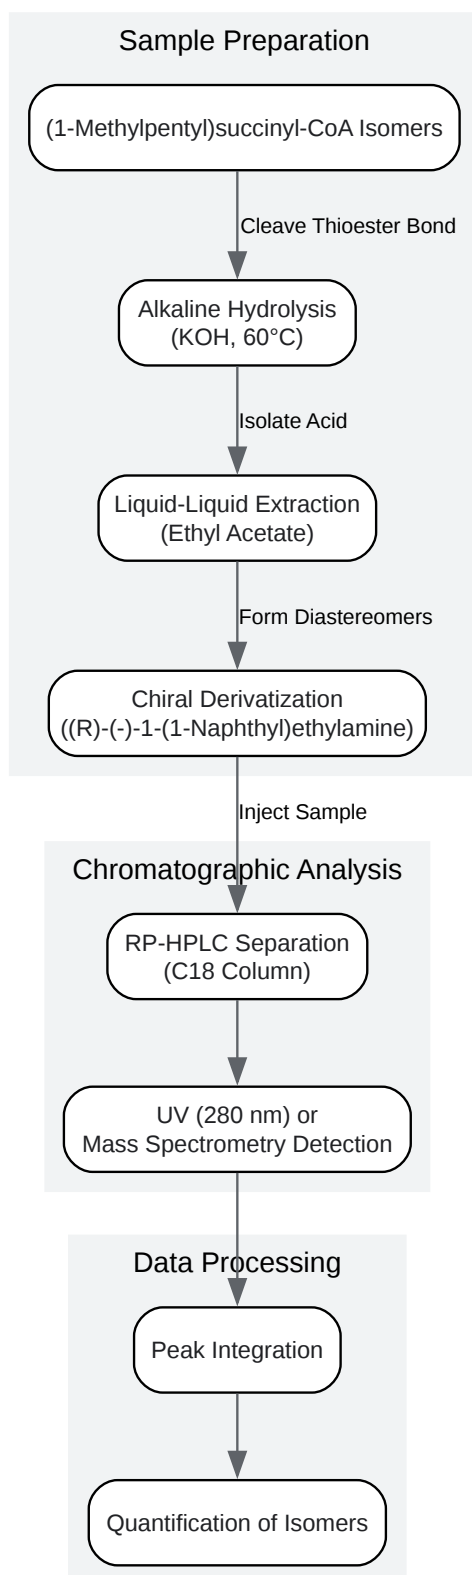 Sample Preparation
(1-Methylpentyl)succinyl-CoA Isomers
Cleave Thioester Bond
Alkaline Hydrolysis
(KOH, 60°C)
Isolate Acid
Liquid-Liquid Extraction
(Ethyl Acetate)
Form Diastereomers
Chiral Derivatization
((R)-(-)-1-(1-Naphthyl)ethylamine)
Inject Sample
Chromatographic Analysis
RP-HPLC Separation
(C18 Column)
UV (280 nm) or
Mass Spectrometry Detection
Data Processing
Peak Integration
Quantification of Isomers